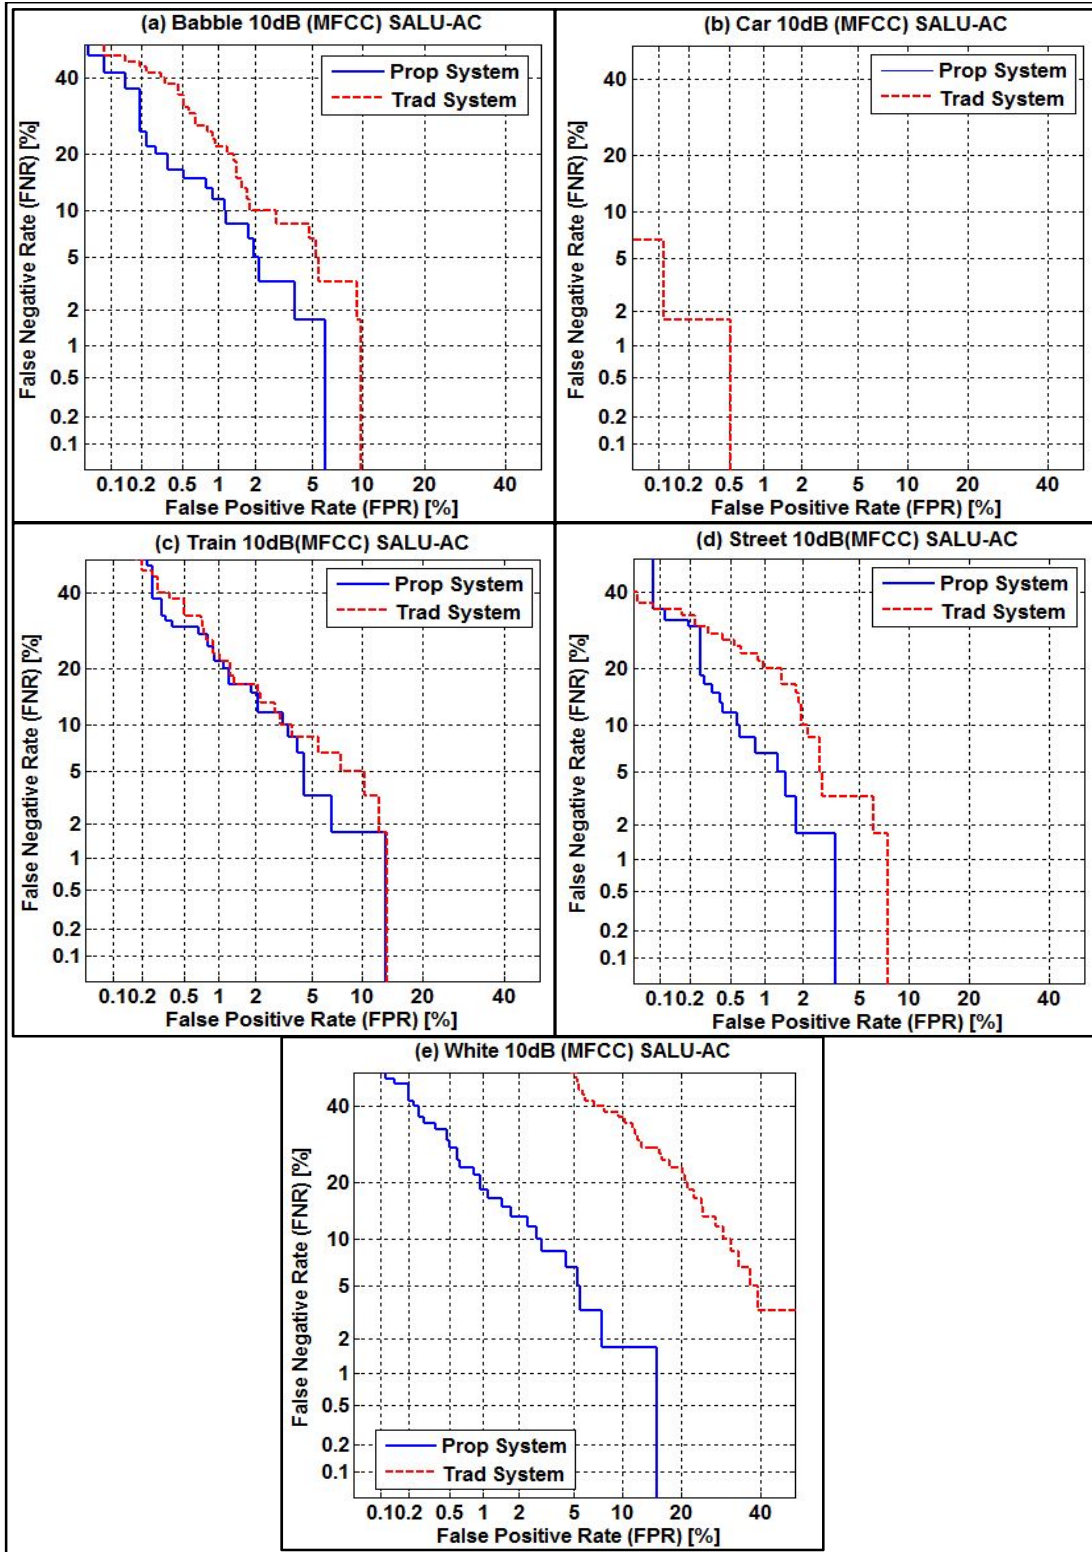 (a) Babble 10dB (MFCC) SALU-AC
False Negative Rate (FNR) [%]
40
20
10
5
2
1
0.5
0.2
0.1
Prop System
Trad System
0.1 0.2 0.5 1 2 5 10 20 40
False Positive Rate (FPR) [%]
(b) Car 10dB (MFCC) SALU-AC
False Negative Rate (FNR) [%]
40
20
10
5
2
1
0.5
0.2
0.1
Prop System
Trad System
0.1 0.2 0.5 1 2 5 10 20 40
False Positive Rate (FPR) [%]
(c) Train 10dB(MFCC) SALU-AC
False Negative Rate (FNR) [%]
40
20
10
5
2
1
0.5
0.2
0.1
Prop System
Trad System
0.1 0.2 0.5 1 2 5 10 20 40
False Positive Rate (FPR) [%]
(d) Street 10dB(MFCC) SALU-AC
False Negative Rate (FNR) [%]
40
20
10
5
2
1
0.5
0.2
0.1
Prop System
Trad System
0.1 0.2 0.5 1 2 5 10 20 40
False Positive Rate (FPR) [%]
(e) White 10dB (MFCC) SALU-AC
False Negative Rate (FNR) [%]
40
20
10
5
2
1
0.5
0.2
0.1
Prop System
Trad System
0.1 0.2 0.5 1 2 5 10 20 40
False Positive Rate (FPR) [%]